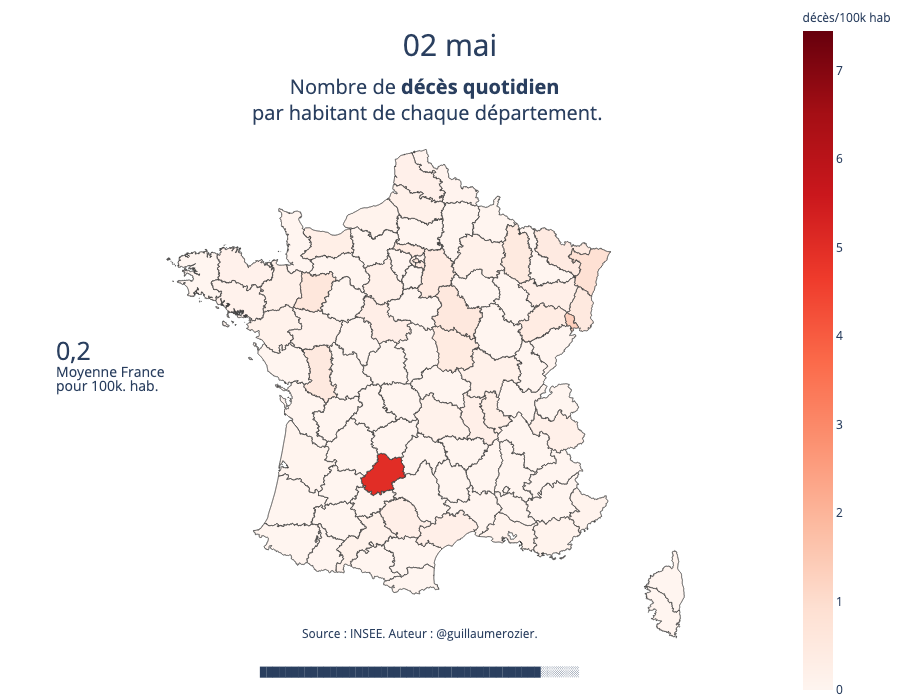 décès/100k hab
02 mai
Nombre de décès quotidien
par habitant de chaque département.
7
6
5
4
3
2
1
0
0,2
Moyenne France
pour 100k. hab.
Source : INSEE. Auteur : @guillaumerozier.